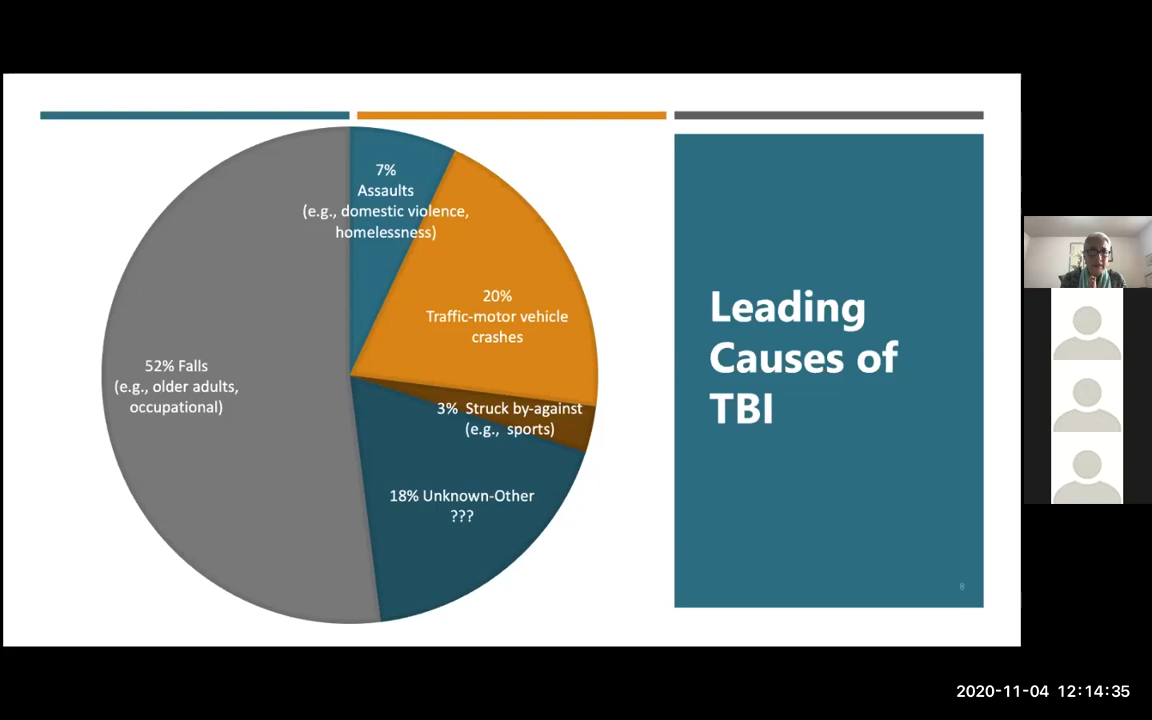 7%
Assaults
(e.g., domestic violence,
homelessness)
20%
Traffic-motor vehicle
crashes
3% Struck by-against
(e.g., sports)
18% Unknown-Other
???
52% Falls
(e.g., older adults,
occupational)
Leading
Causes of
TBI
8
2020-11-04 12:14:35